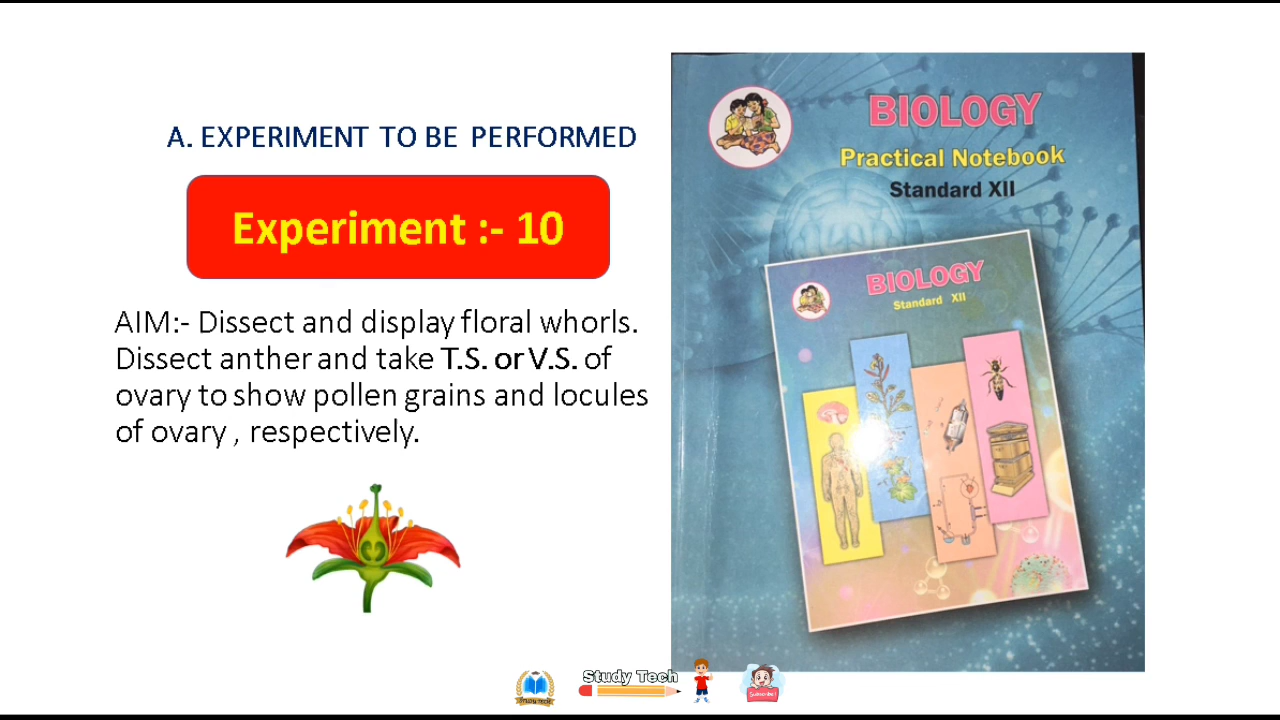 A. EXPERIMENT TO BE PERFORMED
Experiment :- 10
AIM:- Dissect and display floral whorls.
Dissect anther and take T.S. or V.S. of
ovary to show pollen grains and locules
of ovary , respectively.
BIOLOGY
Practical Notebook
Standard XII
BIOLOGY
Standard XII
Study Tech
Subscribe!